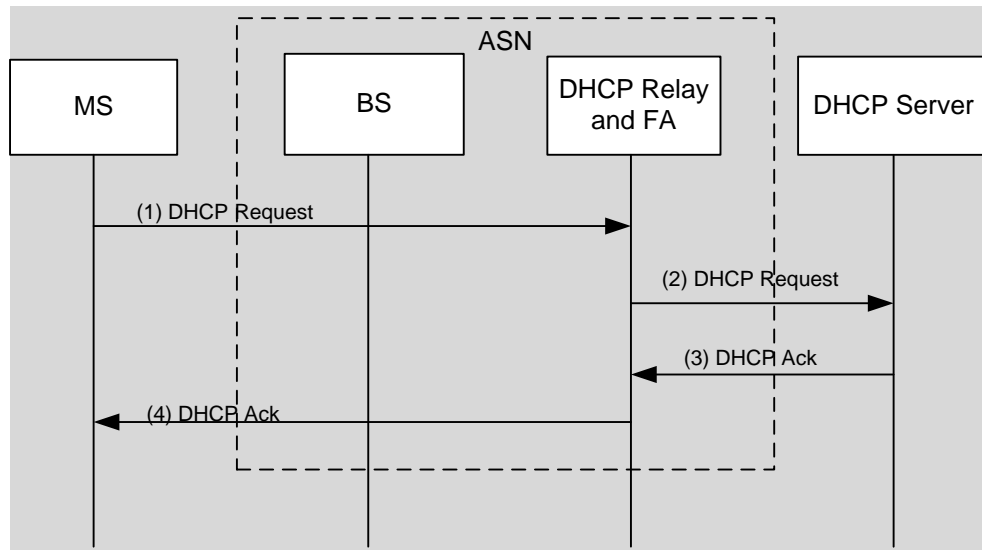 ASN
MS
BS
DHCP Relay
and FA
DHCP Server
(1) DHCP Request
(2) DHCP Request
(3) DHCP Ack
(4) DHCP Ack